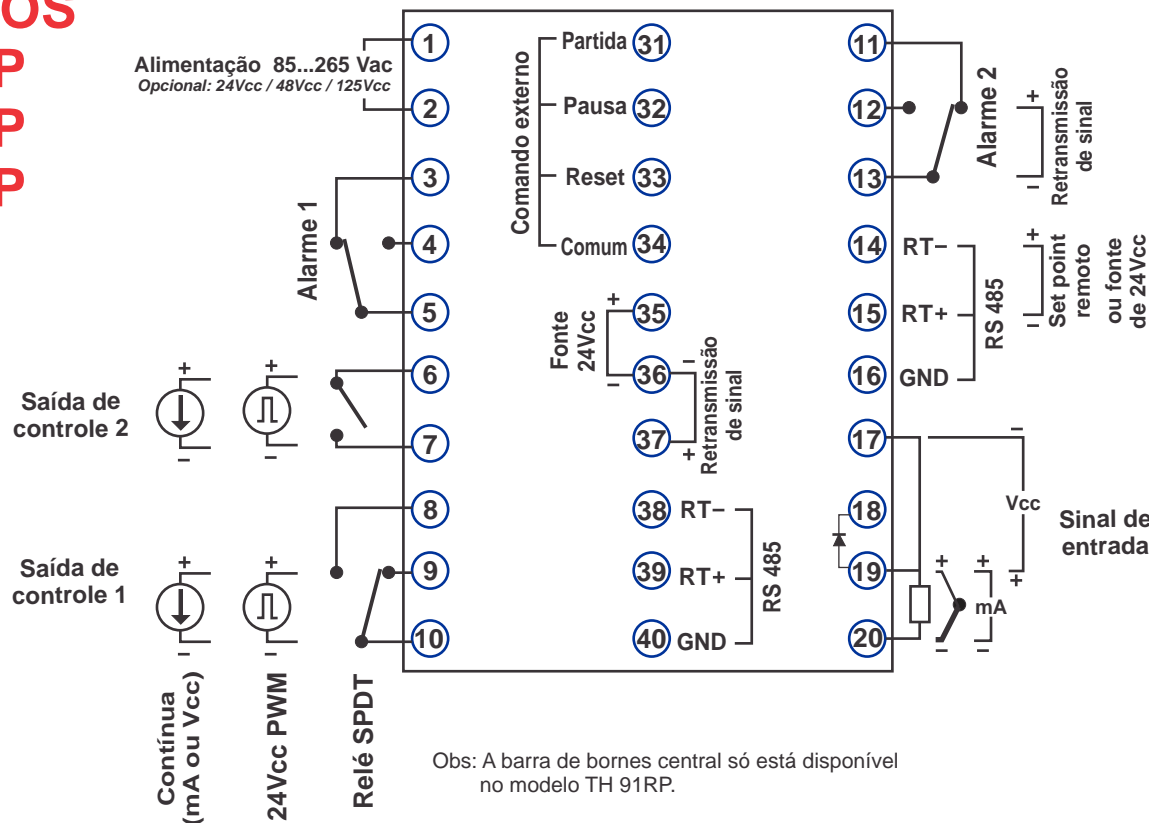 OS
P
P
P
Alimentação 85...265 Vac
Opcional: 24Vcc / 48Vcc / 125Vcc
1
2
3
4
5
6
7
8
9
10
Alarme 1
Saída de
controle 2
+
−
+
−
Saída de
controle 1
+
−
+
−
Contínua
(mA ou Vcc)
24Vcc PWM
Relé SPDT
Comando externo
Partida 31
Pausa 32
Reset 33
Comum 34
Fonte
24Vcc
+
−
35
36
37
−
+
Retransmissão
de sinal
38 RT−
39 RT+
40 GND
RS 485
11
12
13
Alarme 2
+
−
Retransmissão
de sinal
14 RT−
15 RT+
16 GND
RS 485
+
−
Set point
remoto
ou fonte
de 24Vcc
17
18
19
20
−
Vcc
+
+
−
+
mA
−
Sinal de
entrada
Obs: A barra de bornes central só está disponível
no modelo TH 91RP.